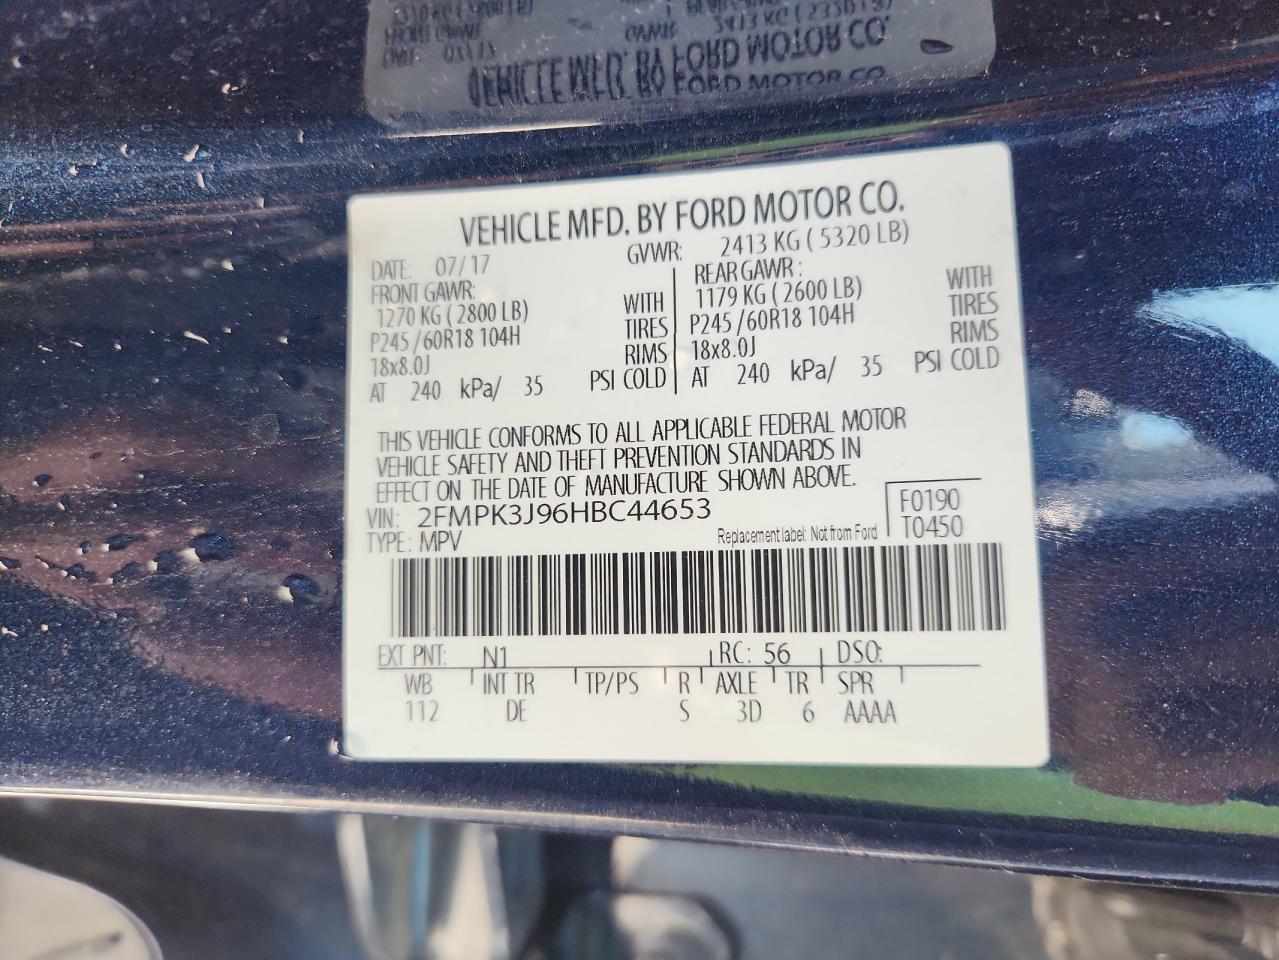 VEHICLE MFD. BY FORD MOTOR CO.
VEHICLE MFD. BY FORD MOTOR CO.
DATE: 07/17
GVWR: 2413 KG ( 5320 LB)
FRONT GAWR:
1270 KG ( 2800 LB) WITH
P245 /60R18 104H TIRES
18x8.0J RIMS
AT 240 kPa/ 35 PSI COLD
REAR GAWR : WITH
1179 KG ( 2600 LB) TIRES
P245 /60R18 104H RIMS
18x8.0J
AT 240 kPa/ 35 PSI COLD
THIS VEHICLE CONFORMS TO ALL APPLICABLE FEDERAL MOTOR
VEHICLE SAFETY AND THEFT PREVENTION STANDARDS IN
EFFECT ON THE DATE OF MANUFACTURE SHOWN ABOVE.
VIN: 2FMPK3J96HBC44653
F0190
TYPE: MPV
Replacement label: Not from Ford
T0450
EXT PNT: N1 RC: 56 DSO:
WB INT TR TP/PS R AXLE TR SPR
112 DE S 3D 6 AAAA